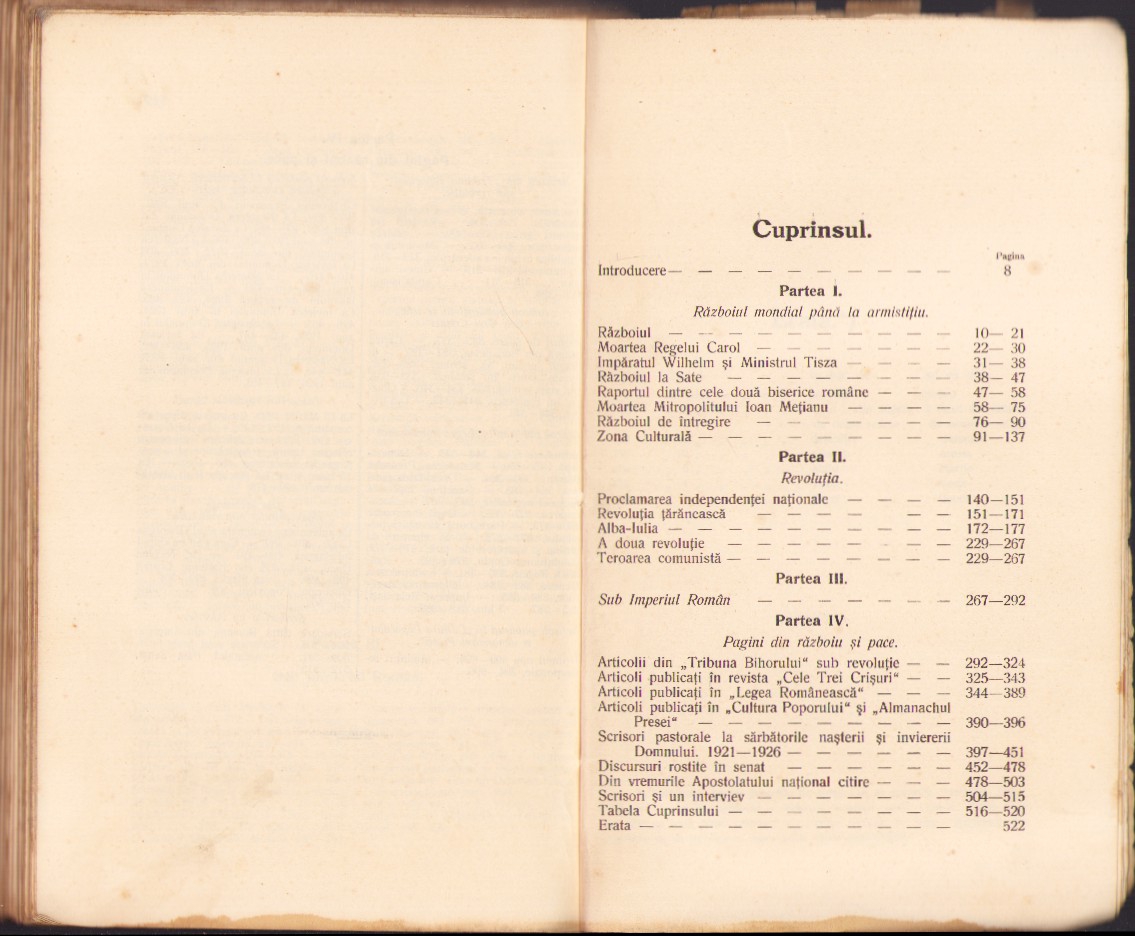 Cuprinsul.
Pagina
Introducere — — — — — — — — — — 8
Partea I.
Războiul mondial până la armistițiu.
Războiul — — — — — — — — — — 10— 21
Moartea Regelui Carol — — — — — — — 22— 30
Împăratul Wilhelm și Ministrul Tisza — — — — 31— 38
Războiul la Sate — — — — — — — — 38— 47
Raportul dintre cele două biserice române — — — 47— 58
Moartea Mitropolitului Ioan Mețianu — — — — 58— 75
Războiul de întregire — — — — — — — 76— 90
Zona Culturală — — — — — — — — — 91—137
Partea II.
Revoluția.
Proclamarea independenței naționale — — — — 140—151
Revoluția țărănească — — — — — — 151—171
Alba-Iulia — — — — — — — — — — 172—177
A doua revoluție — — — — — — — — 229—267
Teroarea comunistă — — — — — — — — 229—267
Partea III.
Sub Imperiul Român — — — — — — — 267—292
Partea IV.
Pagini din războiu și pace.
Articolii din „Tribuna Bihorului“ sub revoluție — — 292—324
Articoli publicați în revista „Cele Trei Crișuri“ — — 325—343
Articoli publicați în „Legea Românească“ — — — 344—389
Articoli publicați în „Cultura Poporului“ și „Almanachul
Presei“ — — — — — — — — — 390—396
Scrisori pastorale la sărbătorile nașterii și inviererii
Domnului. 1921—1926 — — — — — — 397—451
Discursuri rostite în senat — — — — — — 452—478
Din vremurile Apostolatului național citire — — — 478—503
Scrisori și un interviev — — — — — — — 504—515
Tabela Cuprinsului — — — — — — — — 516—520
Erata — — — — — — — — — — — 522